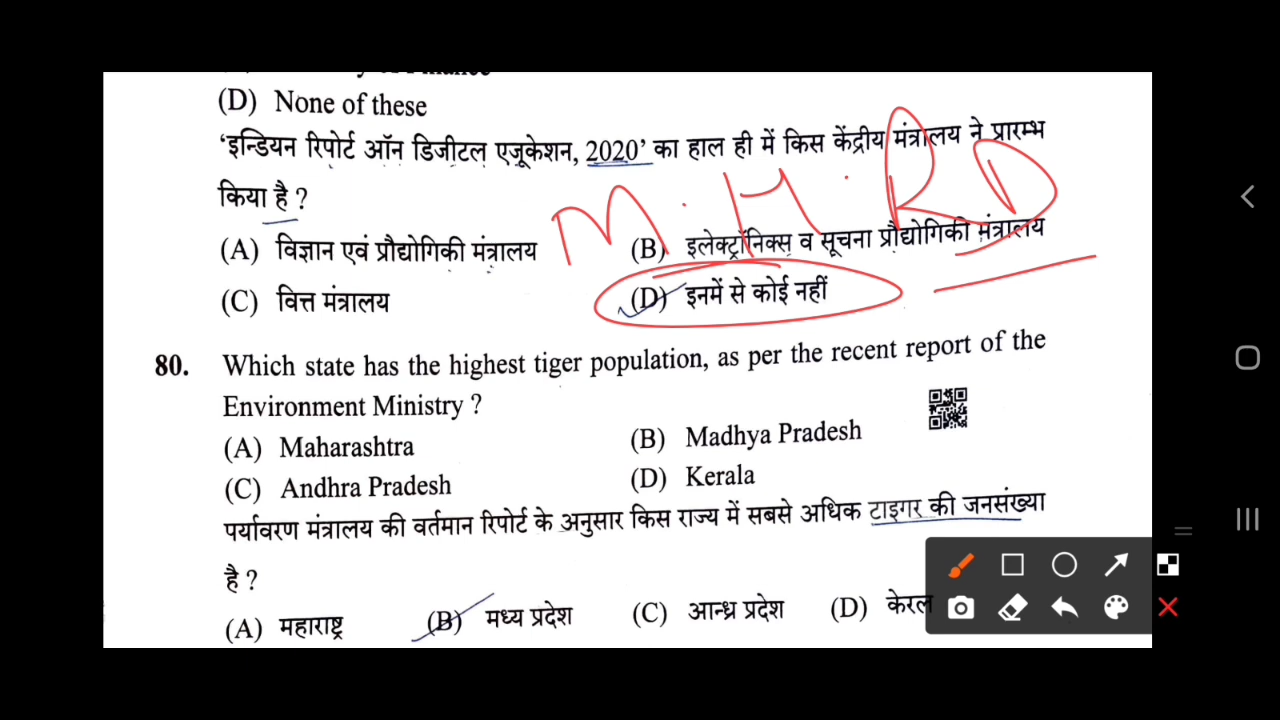 (D) None of these
'इन्डियन रिपोर्ट ऑन डिजीटल एजूकेशन, 2020' का हाल ही में किस केंद्रीय मंत्रालय ने प्रारम्भ
किया है ?
M.H.RD
(A) विज्ञान एवं प्रौद्योगिकी मंत्रालय (B) इलेक्ट्रॉनिक्स व सूचना प्रौद्योगिकी मंत्रालय
(C) वित्त मंत्रालय (D) इनमें से कोई नहीं
80. Which state has the highest tiger population, as per the recent report of the
Environment Ministry ?
(A) Maharashtra (B) Madhya Pradesh
(C) Andhra Pradesh (D) Kerala
पर्यावरण मंत्रालय की वर्तमान रिपोर्ट के अनुसार किस राज्य में सबसे अधिक टाइगर की जनसंख्या
है ?
(A) महाराष्ट्र (B) मध्य प्रदेश (C) आन्ध्र प्रदेश (D) केरल